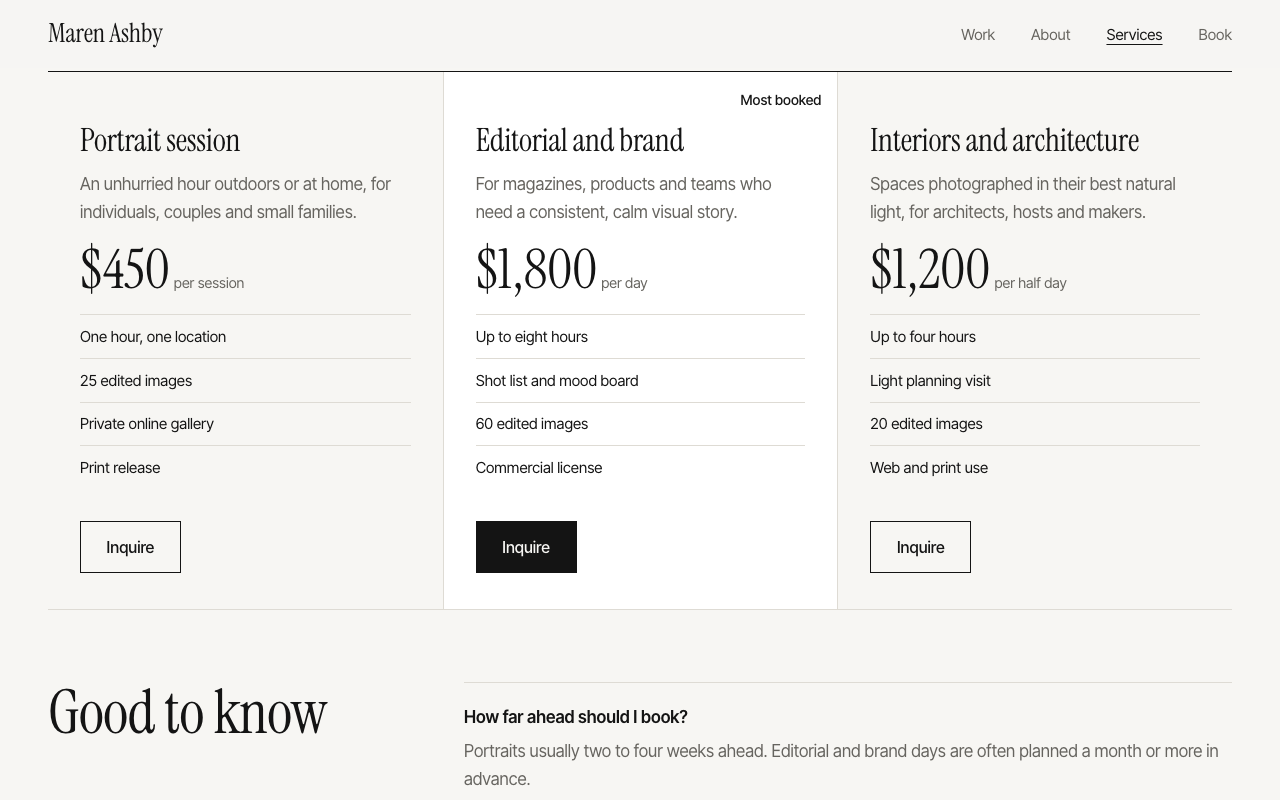 Maren Ashby
Work
About
Services
Book
Portrait session
An unhurried hour outdoors or at home, for
individuals, couples and small families.
$450 per session
One hour, one location
25 edited images
Private online gallery
Print release
Inquire
Most booked
Editorial and brand
For magazines, products and teams who
need a consistent, calm visual story.
$1,800 per day
Up to eight hours
Shot list and mood board
60 edited images
Commercial license
Inquire
Interiors and architecture
Spaces photographed in their best natural
light, for architects, hosts and makers.
$1,200 per half day
Up to four hours
Light planning visit
20 edited images
Web and print use
Inquire
Good to know
How far ahead should I book?
Portraits usually two to four weeks ahead. Editorial and brand days are often planned a month or more in
advance.